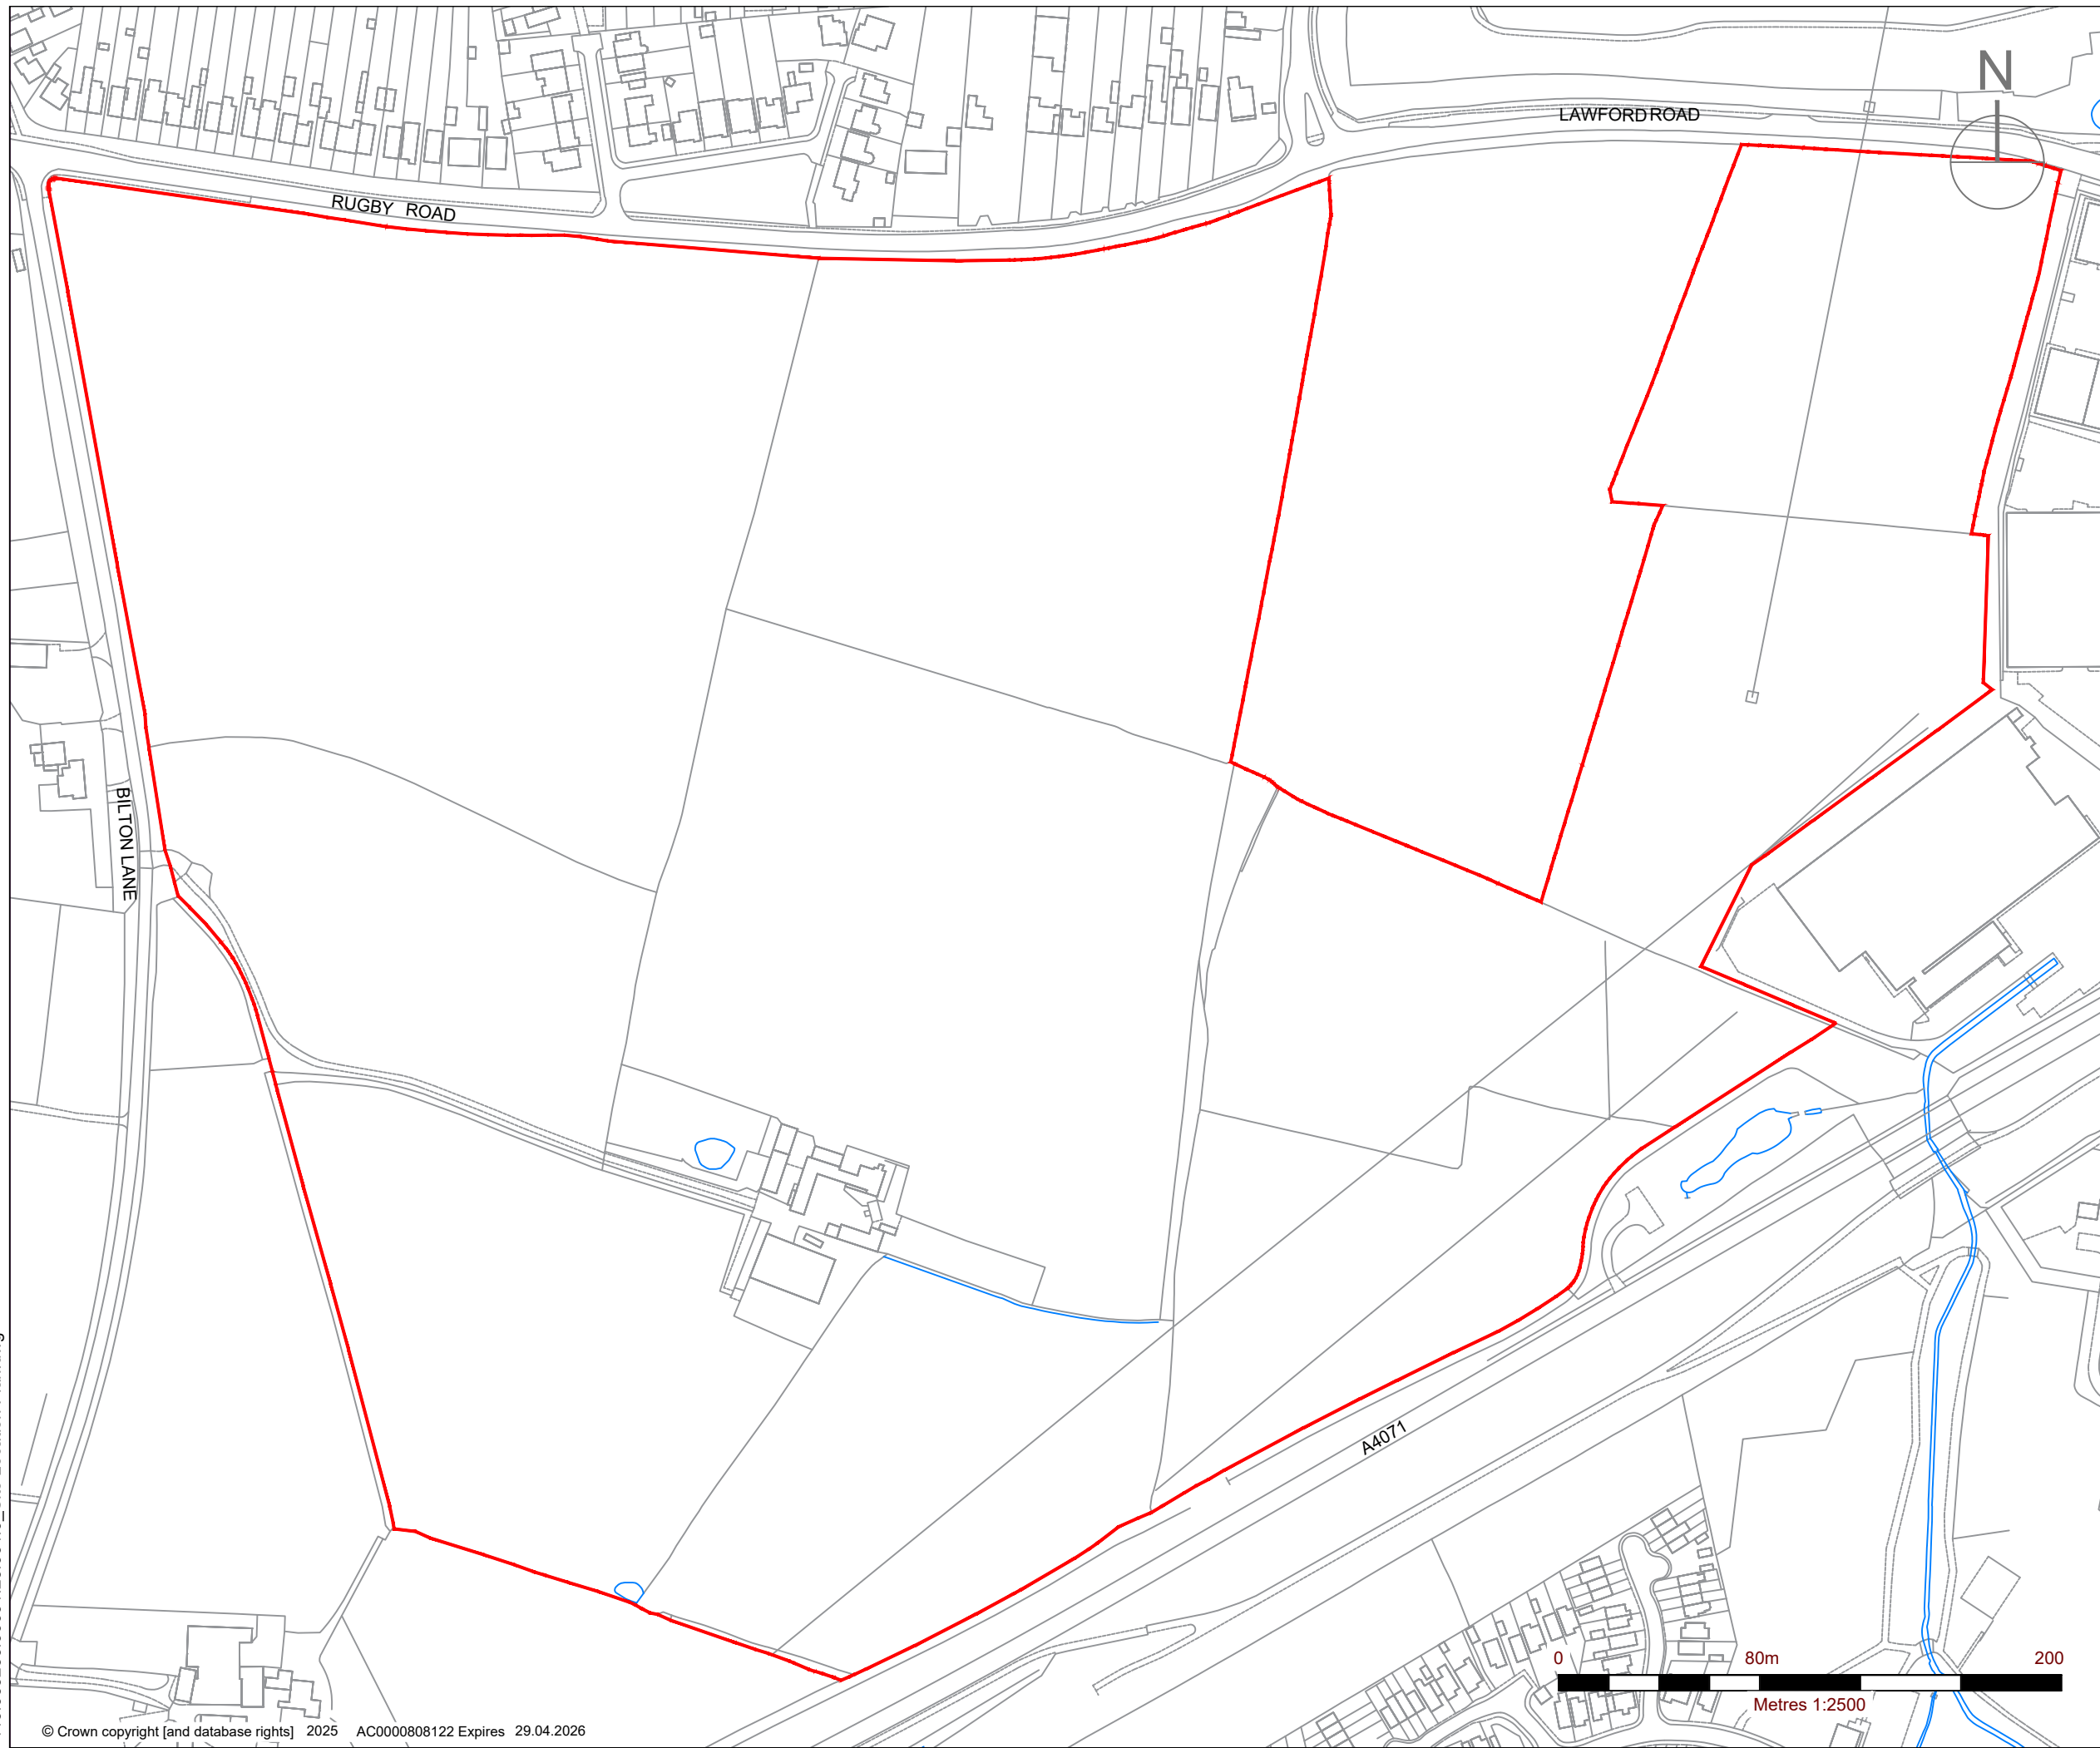 N
LAWFORD ROAD
RUGBY ROAD
BILTON LANE
A4071
0 80m 200
Metres 1:2500
© Crown copyright [and database rights] 2025 AC0000808122 Expires 29.04.2026